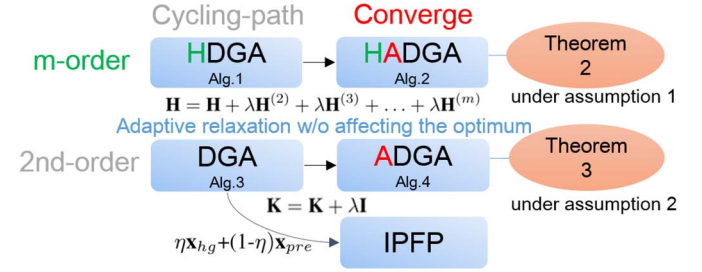 Cycling-path Converge
m-order HDGA HADGA Theorem
Alg.1 Alg.2 2
H = H + λH(2) + λH(3) + . . . + λH(m) under assumption 1
Adaptive relaxation w/o affecting the optimum
2nd-order DGA ADGA Theorem
Alg.3 Alg.4 3
K = K + λI under assumption 2
ηx_hg+(1-η)x_pre IPFP